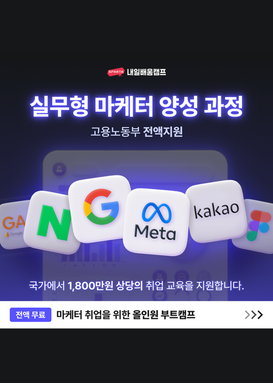 SPARTA 내일배움캠프
실무형 마케터 양성 과정
고용노동부 전액지원
GA
N
G
Meta
kakao
국가에서 1,800만원 상당의 취업 교육을 지원합니다.
전액 무료 마케터 취업을 위한 올인원 부트캠프